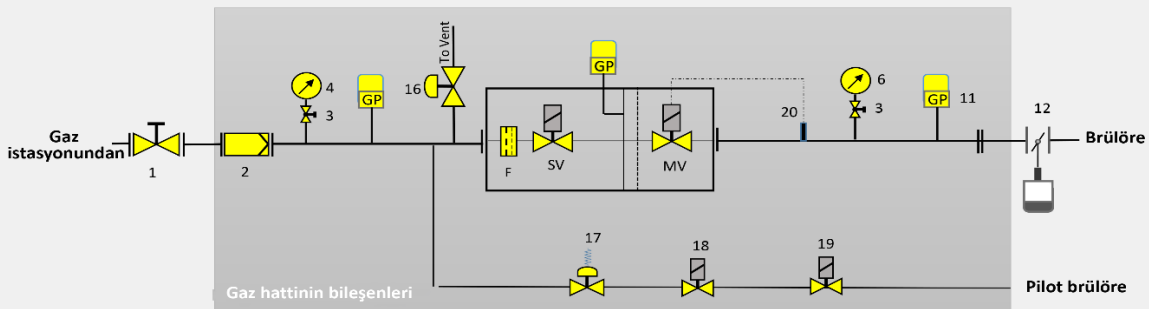 To Vent
GP
4
GP
16
3
6
GP
11
3
20
12
Gaz
istasyonundan
Brülöre
1
2
F
SV
MV
17
18
19
Gaz hattinin bileşenleri
Pilot brülöre